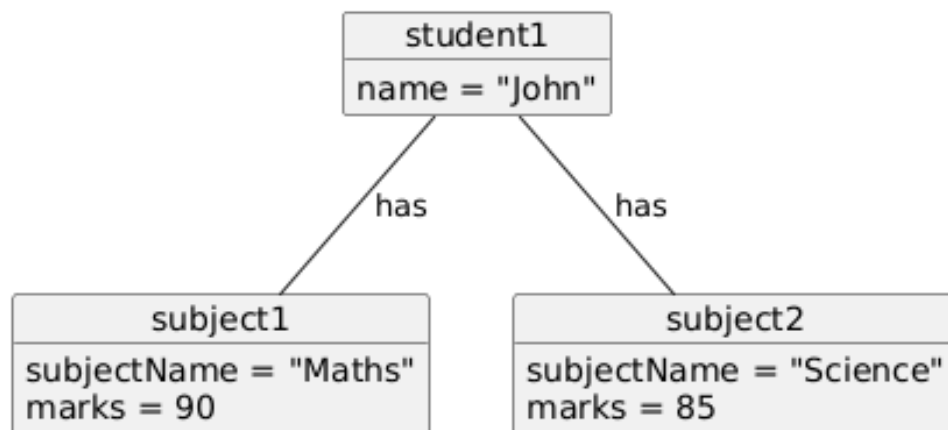 student1
name = "John"
has
has
subject1
subjectName = "Maths"
marks = 90
subject2
subjectName = "Science"
marks = 85